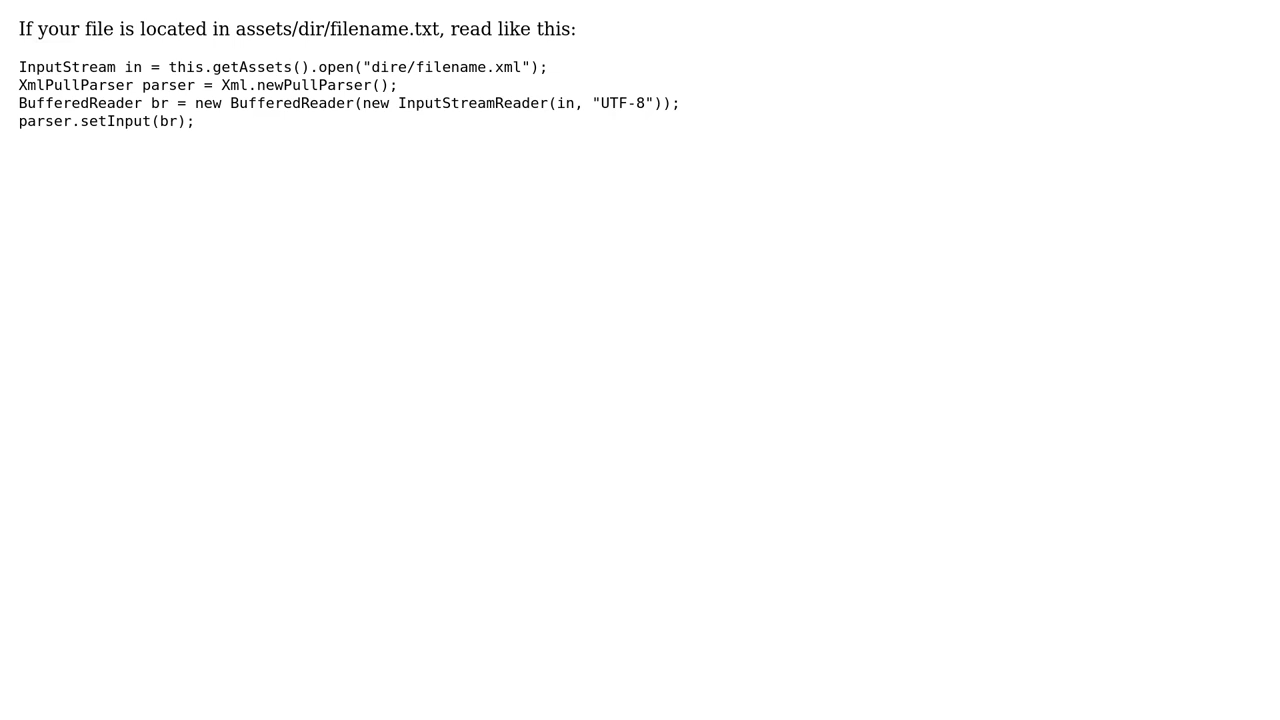 If your file is located in assets/dir/filename.txt, read like this:
InputStream in = this.getAssets().open("dire/filename.xml");
XmlPullParser parser = Xml.newPullParser();
BufferedReader br = new BufferedReader(new InputStreamReader(in, "UTF-8"));
parser.setInput(br);